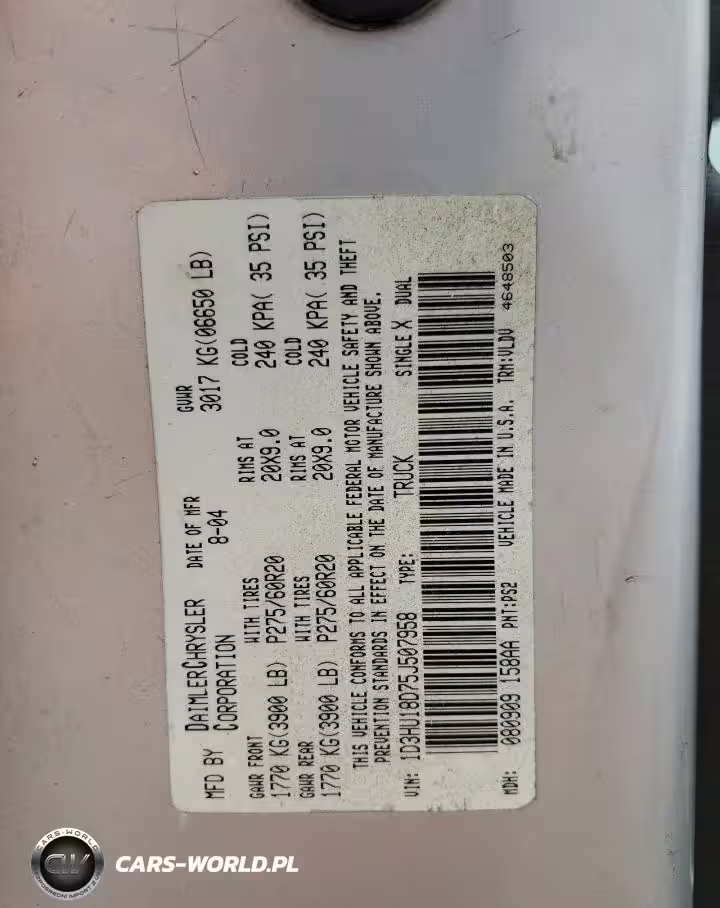 MFD BY DAIMLERCHRYSLER CORPORATION
DATE OF MFR 8-04
GVWR 3017 KG(06650 LB)
GAWR FRONT WITH TIRES RIMS AT COLD
1770 KG(3900 LB) P275/60R20 20X9.0 240 KPA( 35 PSI)
GAWR REAR WITH TIRES RIMS AT COLD
1770 KG(3900 LB) P275/60R20 20X9.0 240 KPA( 35 PSI)
THIS VEHICLE CONFORMS TO ALL APPLICABLE FEDERAL MOTOR VEHICLE SAFETY AND THEFT
PREVENTION STANDARDS IN EFFECT ON THE DATE OF MANUFACTURE SHOWN ABOVE.
VIN: 1D3HU18D75J507958 TYPE: TRUCK SINGLE X DUAL
MDH: 080909 158AA PNT:PS2 VEHICLE MADE IN U.S.A. TRM:VLDV 4648503
CARS-WORLD
CW
CARS-WORLD.PL